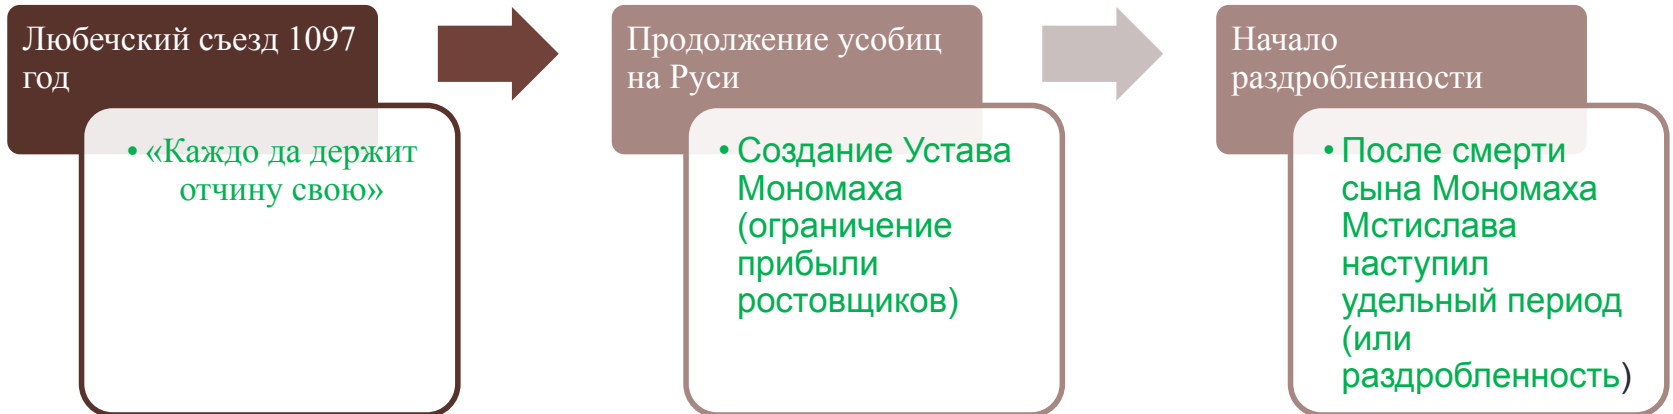 Любечский съезд 1097
год
• «Каждо да держит
отчину свою»
Продолжение усобиц
на Руси
• Создание Устава
Мономаха
(ограничение
прибыли
ростовщиков)
Начало
раздробленности
• После смерти
сына Мономаха
Мстислава
наступил
удельный период
(или
раздробленность)